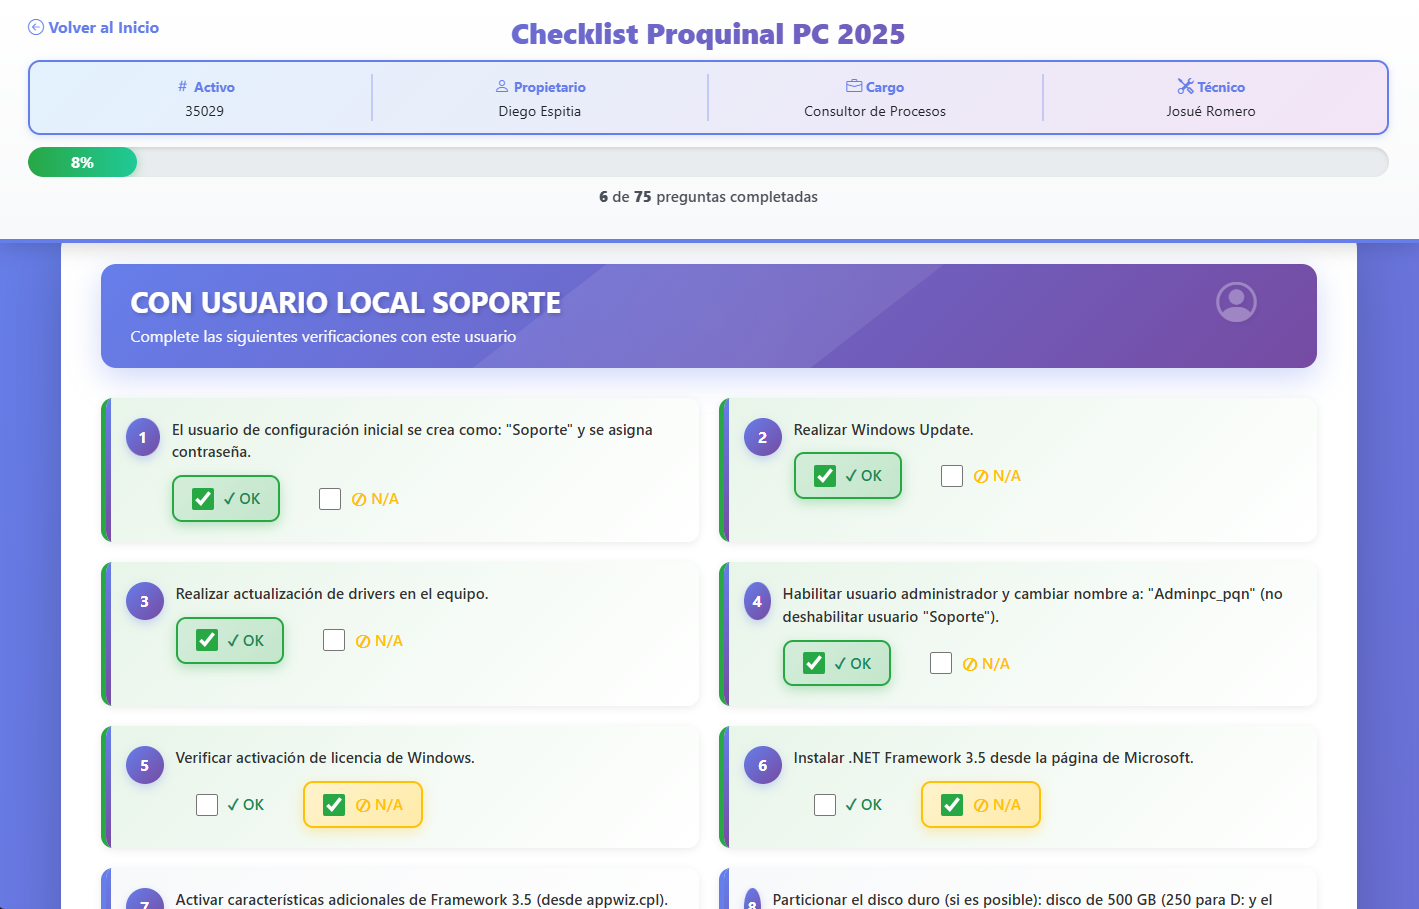 Volver al Inicio
Checklist Proquinal PC 2025
# Activo
35029
Propietario
Diego Espitia
Cargo
Consultor de Procesos
Técnico
Josué Romero
8%
6 de 75 preguntas completadas
CON USUARIO LOCAL SOPORTE
Complete las siguientes verificaciones con este usuario
1
El usuario de configuración inicial se crea como: "Soporte" y se asigna
contraseña.
✓ OK
N/A
2
Realizar Windows Update.
✓ OK
N/A
3
Realizar actualización de drivers en el equipo.
✓ OK
N/A
4
Habilitar usuario administrador y cambiar nombre a: "Adminpc_pqn" (no
deshabilitar usuario "Soporte").
✓ OK
N/A
5
Verificar activación de licencia de Windows.
✓ OK
N/A
6
Instalar .NET Framework 3.5 desde la página de Microsoft.
✓ OK
N/A
7
Activar características adicionales de Framework 3.5 (desde appwiz.cpl).
8
Particionar el disco duro (si es posible): disco de 500 GB (250 para D: y el